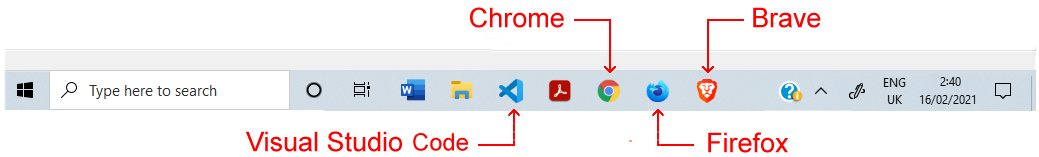 Chrome
Brave
Type here to search
ENG
UK
2:40
16/02/2021
Visual Studio Code
Firefox